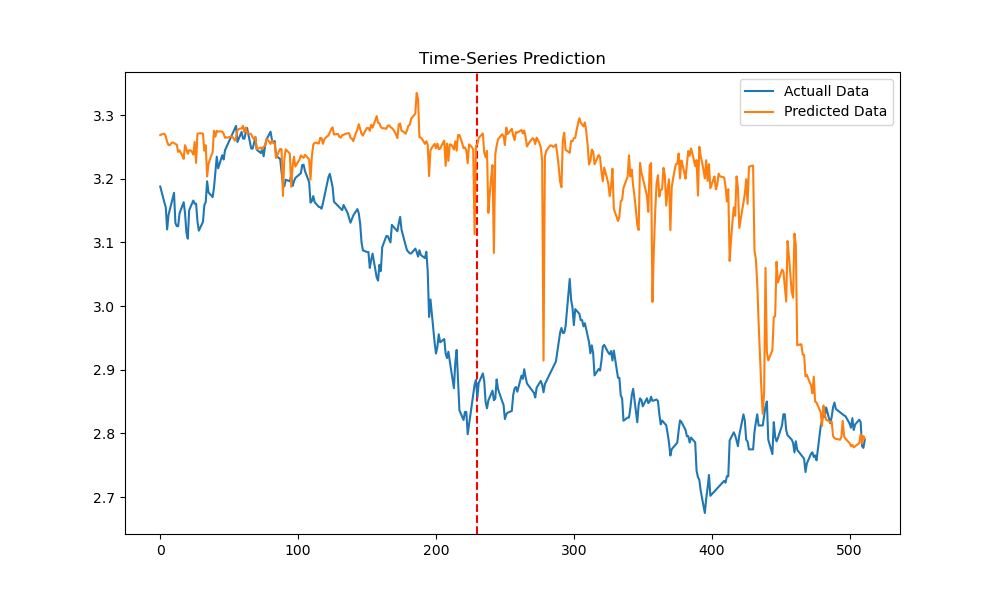 Time-Series Prediction
Actuall Data
Predicted Data
3.3
3.2
3.1
3.0
2.9
2.8
2.7
0 100 200 300 400 500